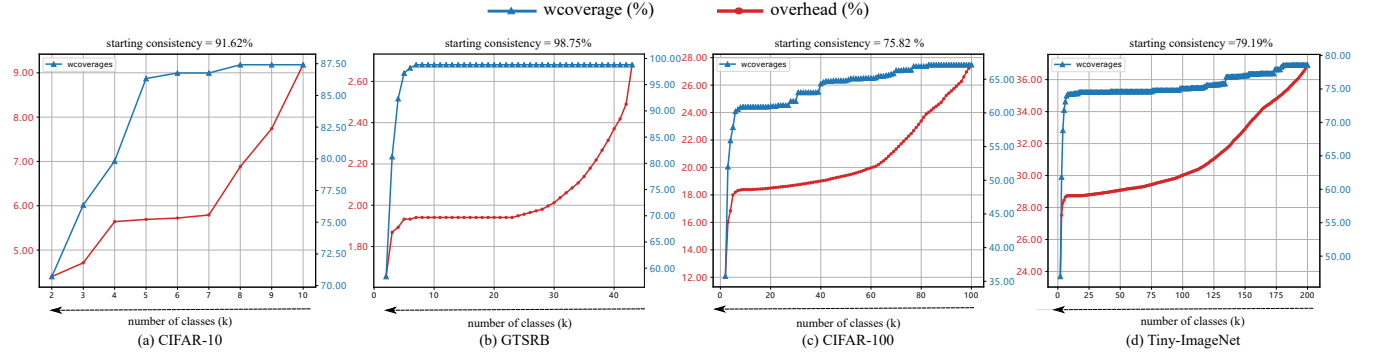 wcoverage (%) overhead (%)
starting consistency = 91.62%
wcoverages
9.00
8.00
7.00
6.00
5.00
87.50
85.00
82.50
80.00
77.50
75.00
72.50
70.00
2 3 4 5 6 7 8 9 10
number of classes (k)
(a) CIFAR-10
starting consistency = 98.75%
2.60
2.40
2.20
2.00
1.80
100.00
95.00
90.00
85.00
80.00
75.00
70.00
65.00
60.00
0 10 20 30 40
number of classes (k)
(b) GTSRB
starting consistency = 75.82 %
wcoverages
28.00
26.00
24.00
22.00
20.00
18.00
16.00
14.00
12.00
65.00
60.00
55.00
50.00
45.00
40.00
35.00
0 20 40 60 80 100
number of classes (k)
(c) CIFAR-100
starting consistency =79.19%
wcoverages
36.00
34.00
32.00
30.00
28.00
26.00
24.00
80.00
75.00
70.00
65.00
60.00
55.00
50.00
0 25 50 75 100 125 150 175 200
number of classes (k)
(d) Tiny-ImageNet